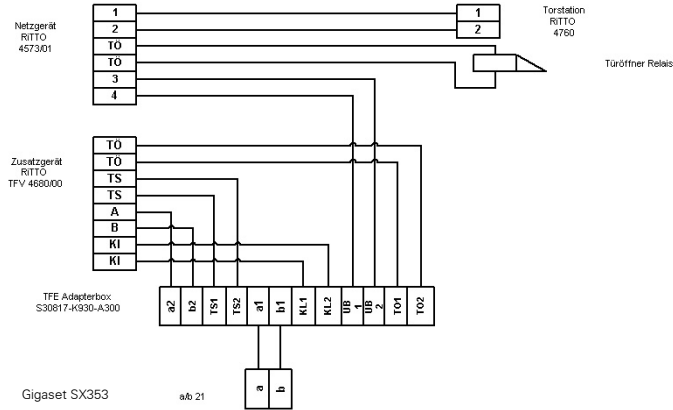 Netzgerät
RiTTO
4573/01
1
2
TÖ
TÖ
3
4
1
2
Torstation
RiTTO
4760
Türöffner Relais
Zusatzgerät
RiTTO
TFV 4680/00
TÖ
TÖ
TS
TS
A
B
KI
KI
TFE Adapterbox
S30817-K930-A300
a2
b2
TS1
TS2
a1
b1
KL1
KL2
UB 1
UB 2
TO1
TO2
a
b
Gigaset SX353
a/b 21